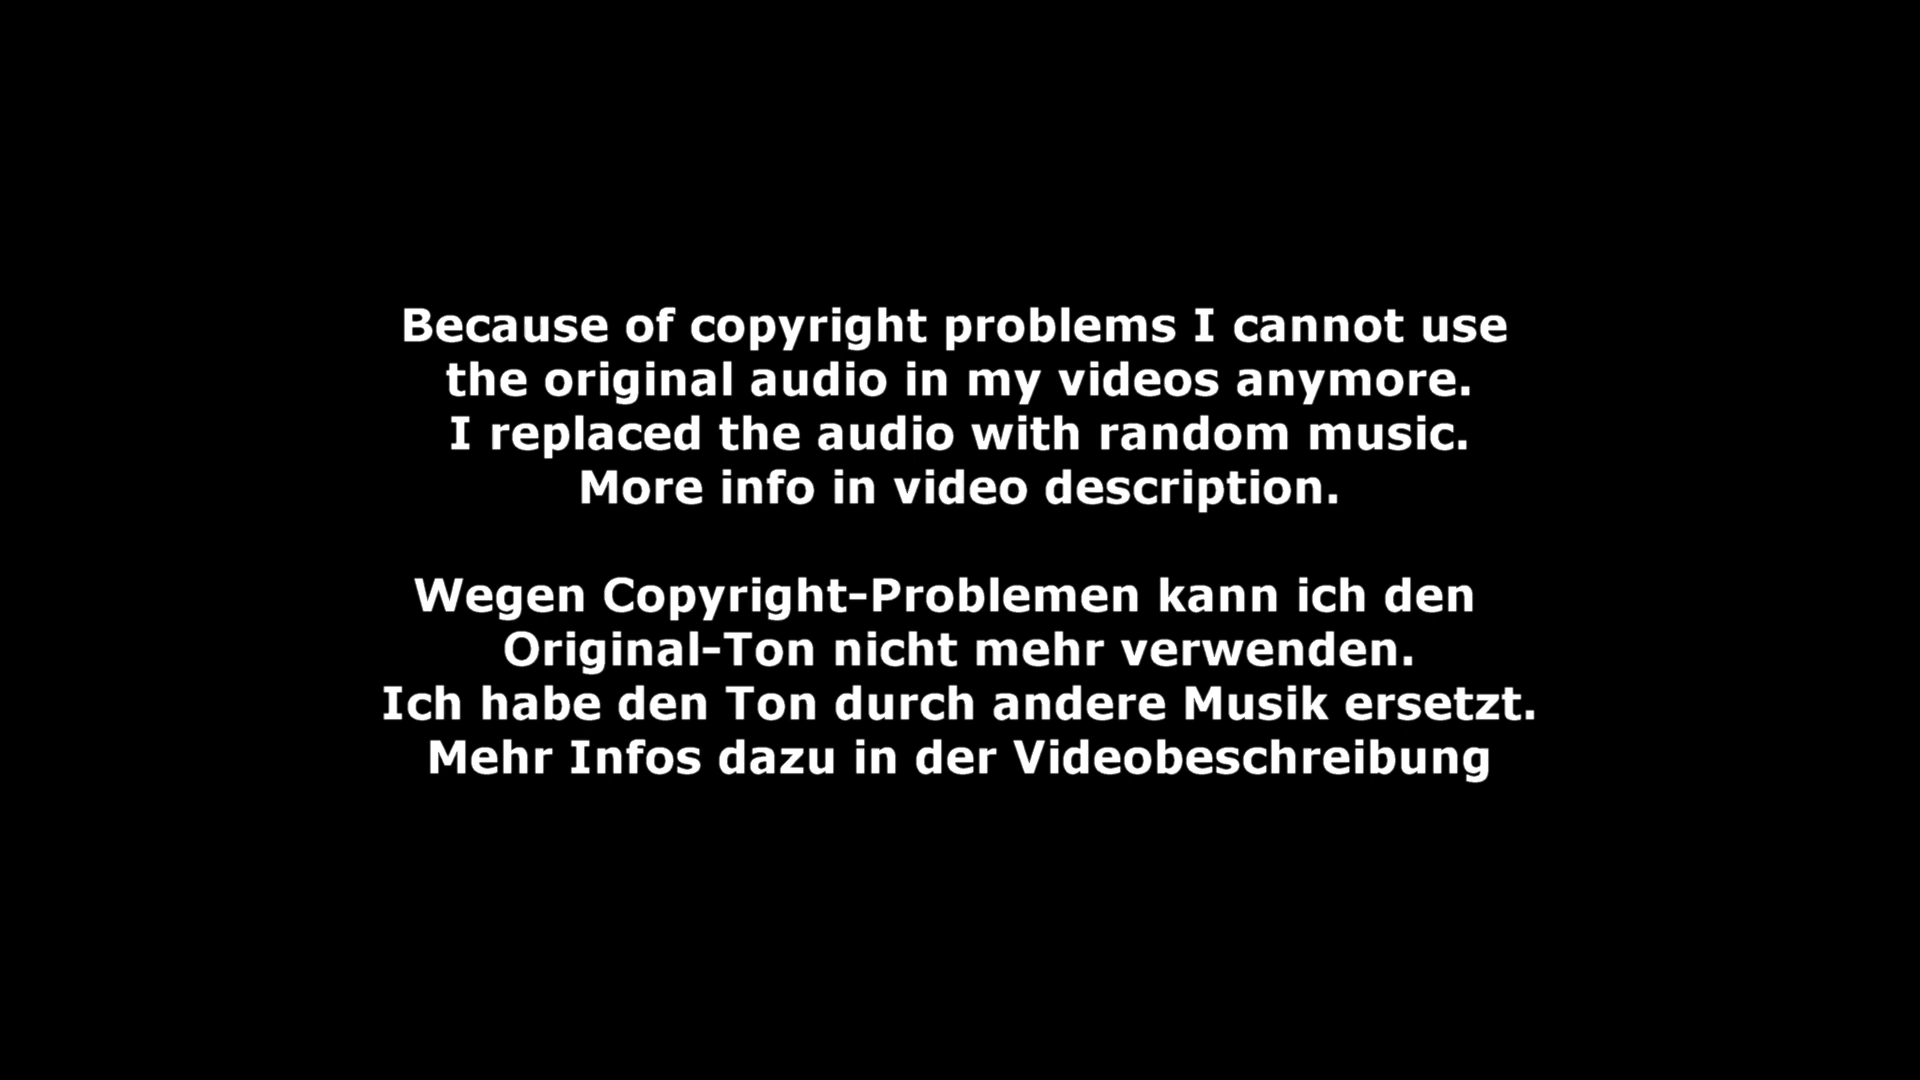 Because of copyright problems I cannot use
the original audio in my videos anymore.
I replaced the audio with random music.
More info in video description.
Wegen Copyright-Problemen kann ich den
Original-Ton nicht mehr verwenden.
Ich habe den Ton durch andere Musik ersetzt.
Mehr Infos dazu in der Videobeschreibung